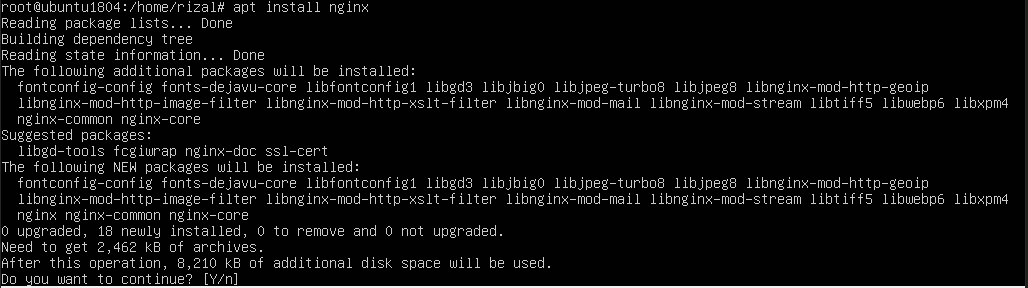 root@ubuntu1804:/home/rizal# apt install nginx
Reading package lists... Done
Building dependency tree
Reading state information... Done
The following additional packages will be installed:
  fontconfig-config fonts-dejavu-core libfontconfig1 libgd3 libjbig0 libjpeg-turbo8 libjpeg8 libnginx-mod-http-geoip
  libnginx-mod-http-image-filter libnginx-mod-http-xslt-filter libnginx-mod-mail libnginx-mod-stream libtiff5 libwebp6 libxpm4
  nginx-common nginx-core
Suggested packages:
  libgd-tools fcgiwrap nginx-doc ssl-cert
The following NEW packages will be installed:
  fontconfig-config fonts-dejavu-core libfontconfig1 libgd3 libjbig0 libjpeg-turbo8 libjpeg8 libnginx-mod-http-geoip
  libnginx-mod-http-image-filter libnginx-mod-http-xslt-filter libnginx-mod-mail libnginx-mod-stream libtiff5 libwebp6 libxpm4
  nginx nginx-common nginx-core
0 upgraded, 18 newly installed, 0 to remove and 0 not upgraded.
Need to get 2,462 kB of archives.
After this operation, 8,210 kB of additional disk space will be used.
Do you want to continue? [Y/n]